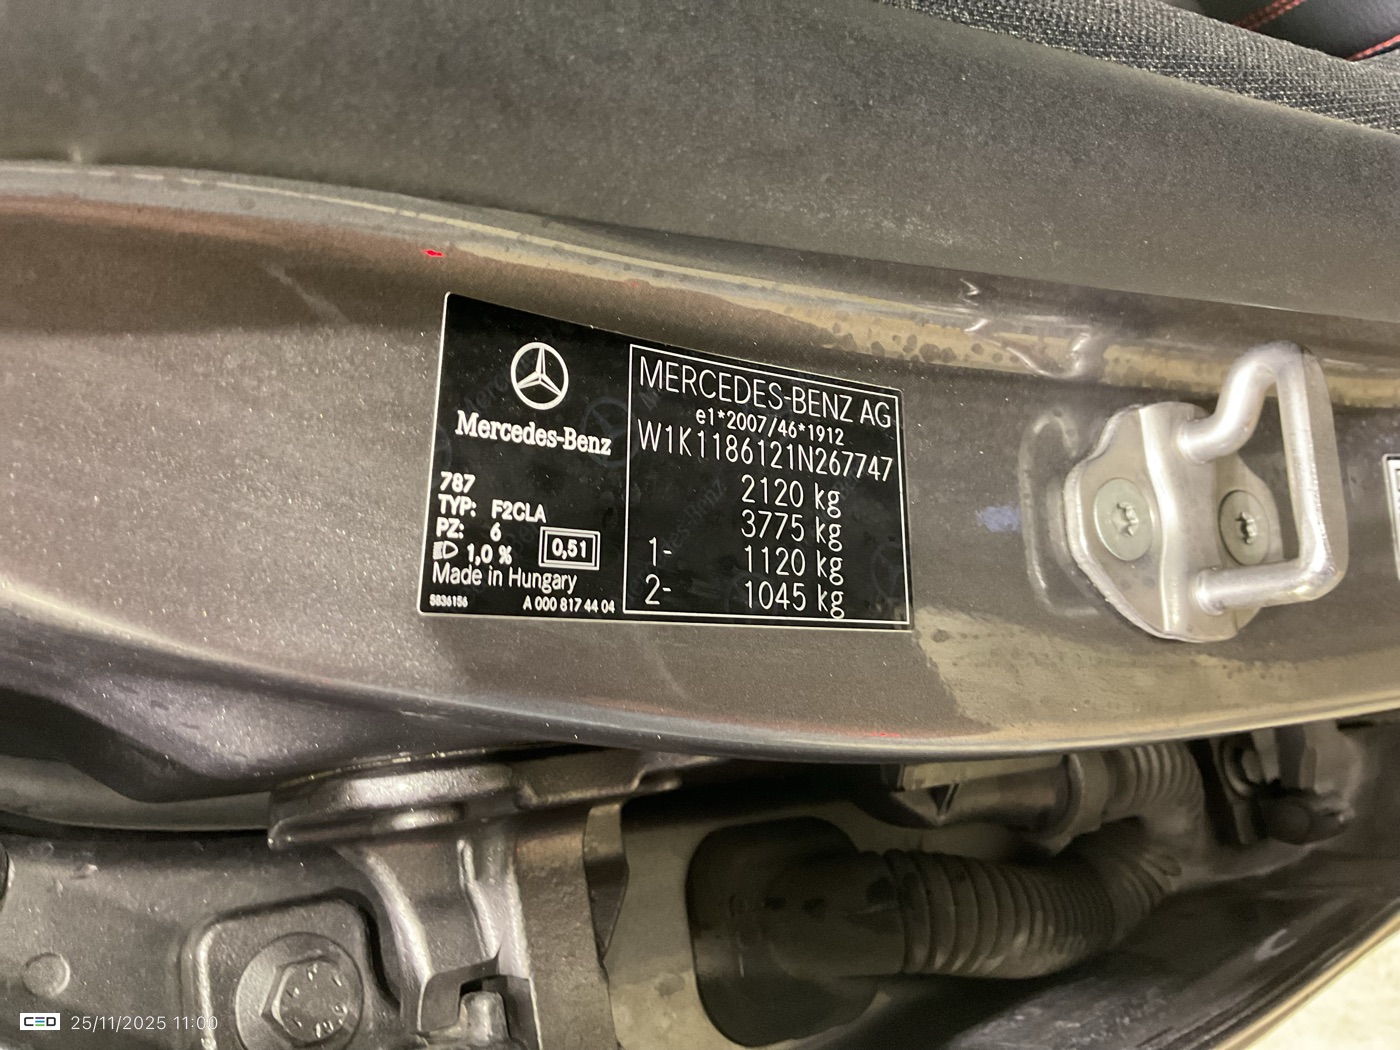 Mercedes-Benz
787
TYP: F2CLA
PZ: 6
1,0 %
0,51
Made in Hungary
S836156
A 000 817 44 04
MERCEDES-BENZ AG
e1*2007/46*1912
W1K1186121N267747
2120 kg
3775 kg
1- 1120 kg
2- 1045 kg
CED 25/11/2025 11:00